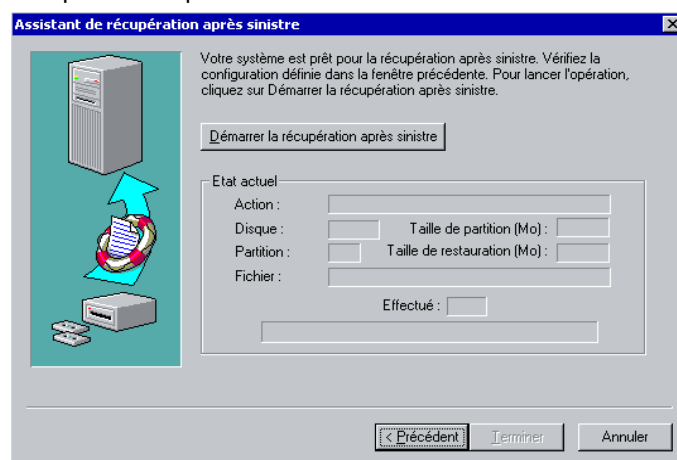 Assistant de récupération après sinistre
Votre système est prêt pour la récupération après sinistre. Vérifiez la
configuration définie dans la fenêtre précédente. Pour lancer l'opération,
cliquez sur Démarrer la récupération après sinistre.
Démarrer la récupération après sinistre
Etat actuel
Action :
Disque : Taille de partition (Mo) :
Partition : Taille de restauration (Mo) :
Fichier :
Effectué :
< Précédent Terminer Annuler